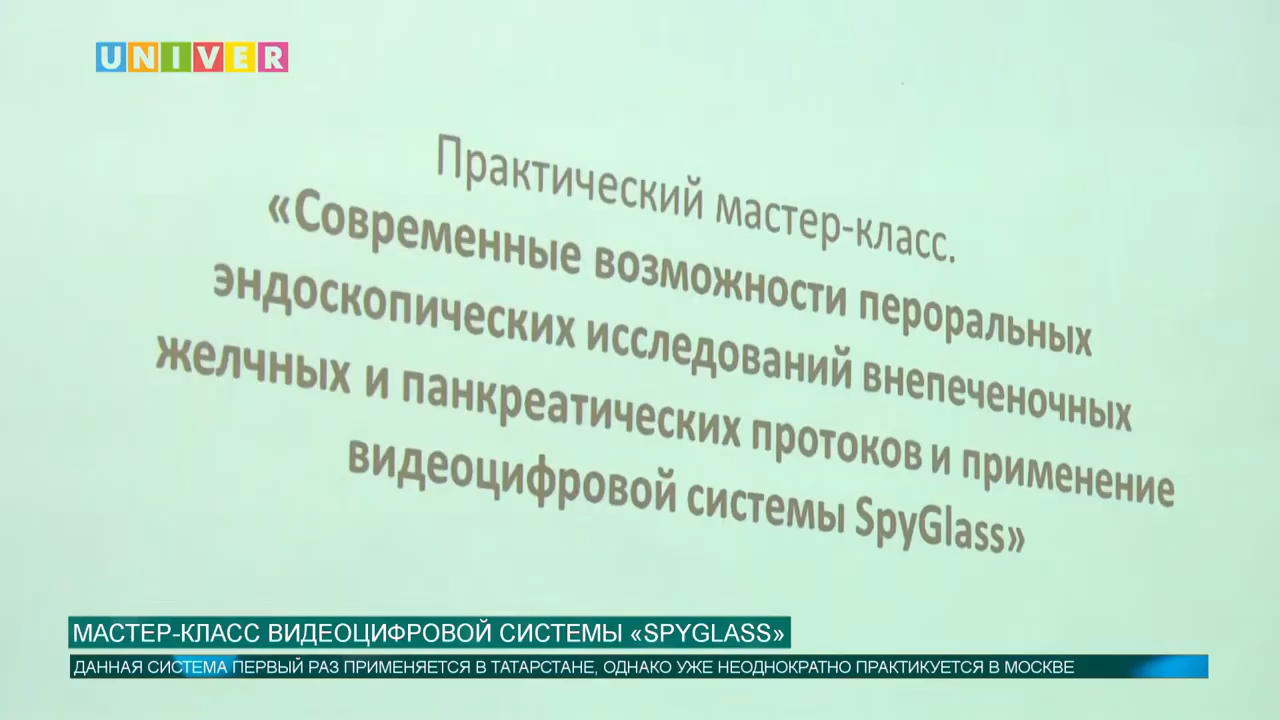 UNIVER
Практический мастер-класс.
«Современные возможности пероральных
эндоскопических исследований внепеченочных
желчных и панкреатических протоков и применение
видеоцифровой системы SpyGlass»
МАСТЕР-КЛАСС ВИДЕОЦИФРОВОЙ СИСТЕМЫ «SPYGLASS»
ДАННАЯ СИСТЕМА ПЕРВЫЙ РАЗ ПРИМЕНЯЕТСЯ В ТАТАРСТАНЕ, ОДНАКО УЖЕ НЕОДНОКРАТНО ПРАКТИКУЕТСЯ В МОСКВЕ